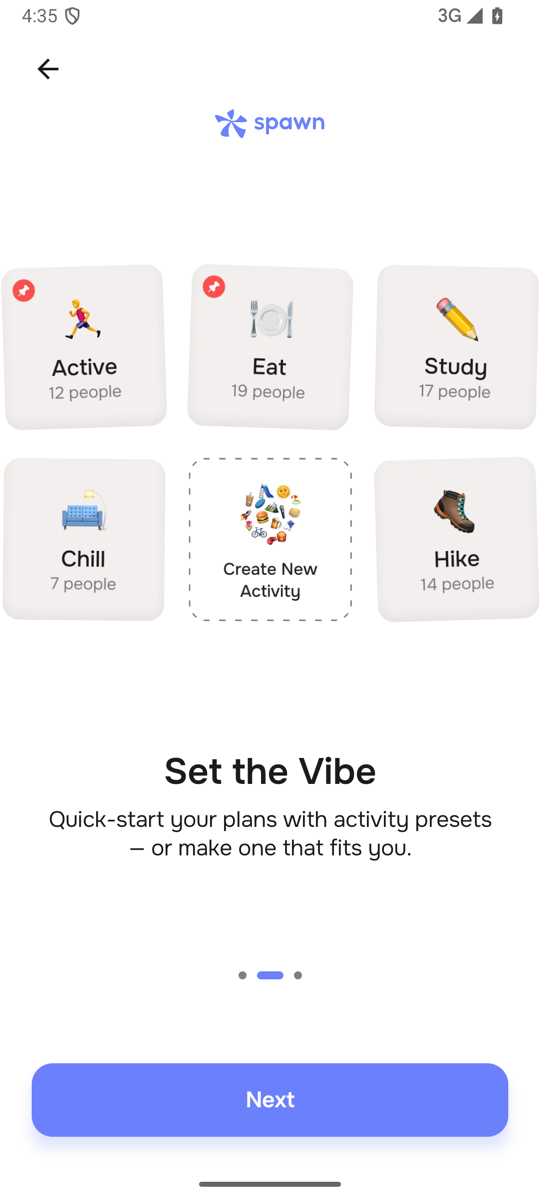 4:35
3G
spawn
Active
12 people
Eat
19 people
Study
17 people
Chill
7 people
Create New
Activity
Hike
14 people
Set the Vibe
Quick-start your plans with activity presets
— or make one that fits you.
Next